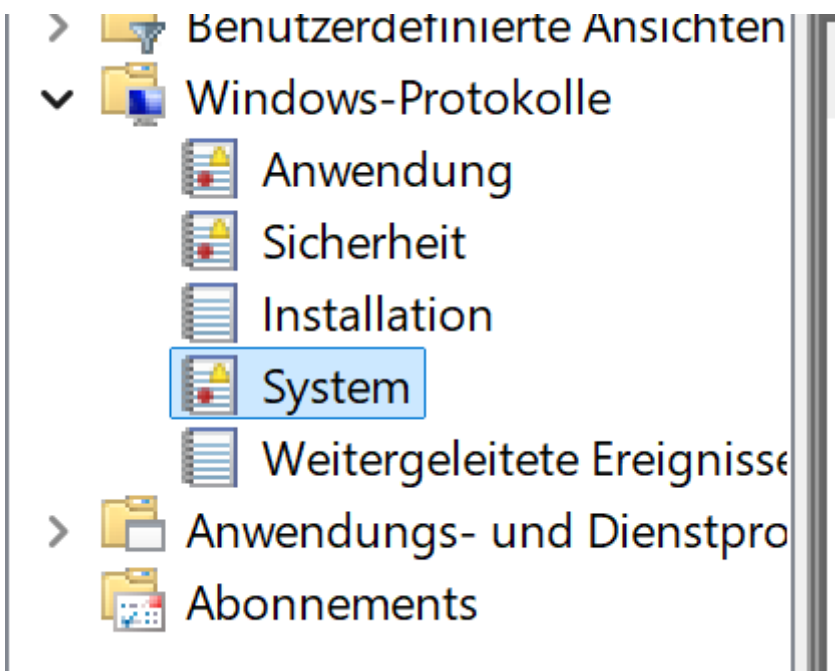 Benutzerdefinierte Ansichten
Windows-Protokolle
Anwendung
Sicherheit
Installation
System
Weitergeleitete Ereignisse
Anwendungs- und Dienstpro
Abonnements